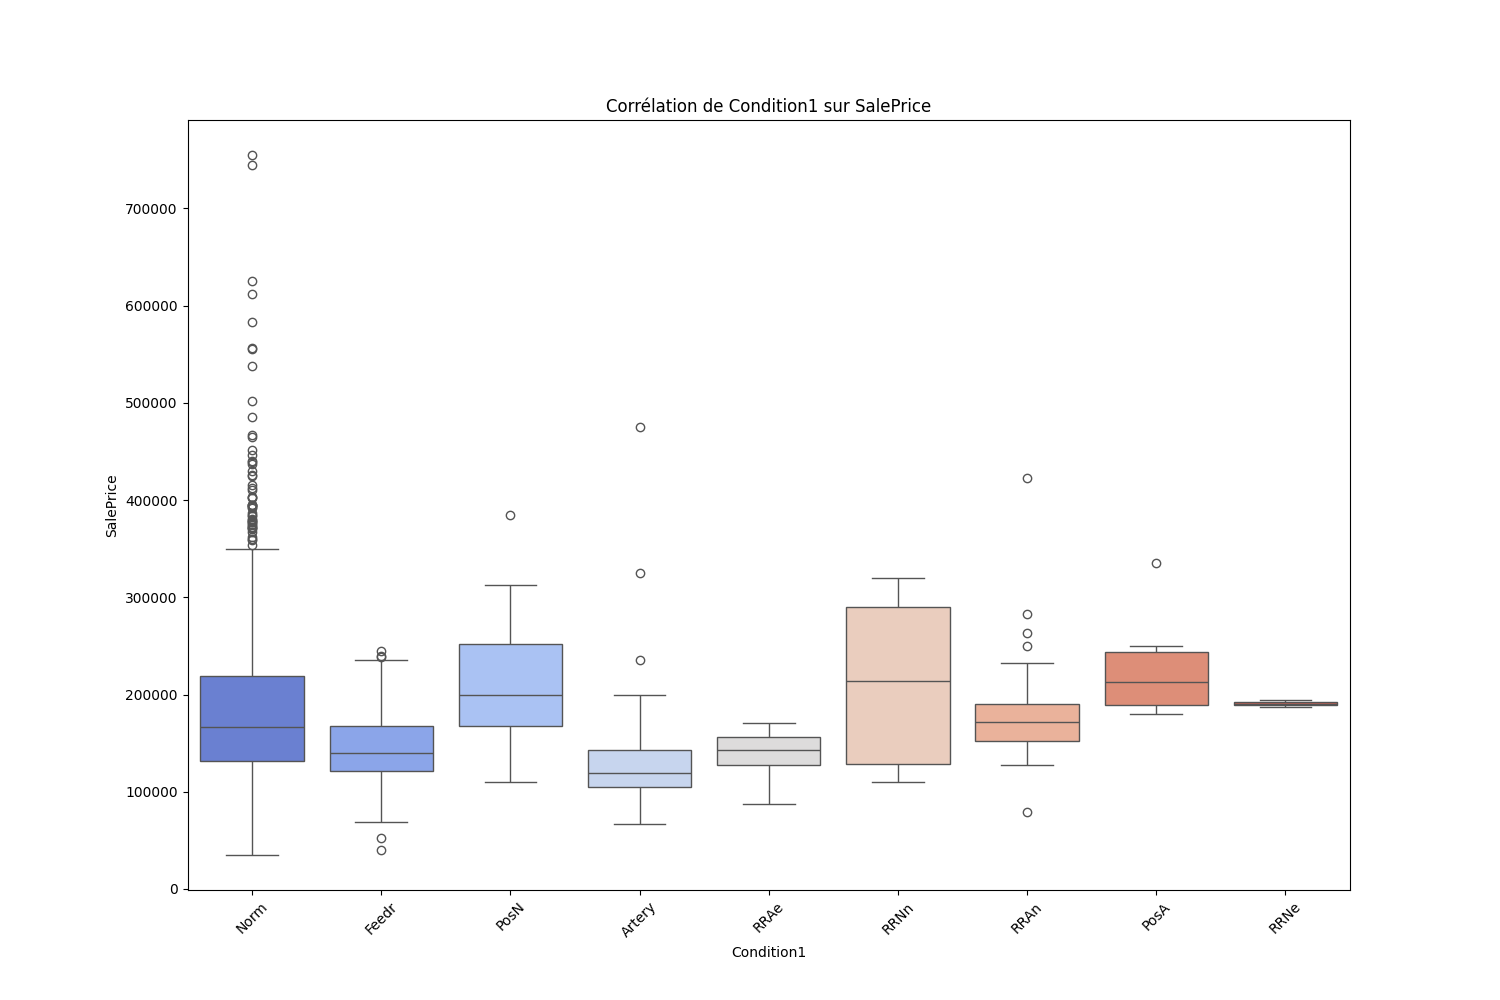 Corrélation de Condition1 sur SalePrice
700000
600000
500000
400000
300000
200000
100000
0
SalePrice
Norm
Feedr
PosN
Artery
RRAe
RRNn
RRAn
PosA
RRNe
Condition1